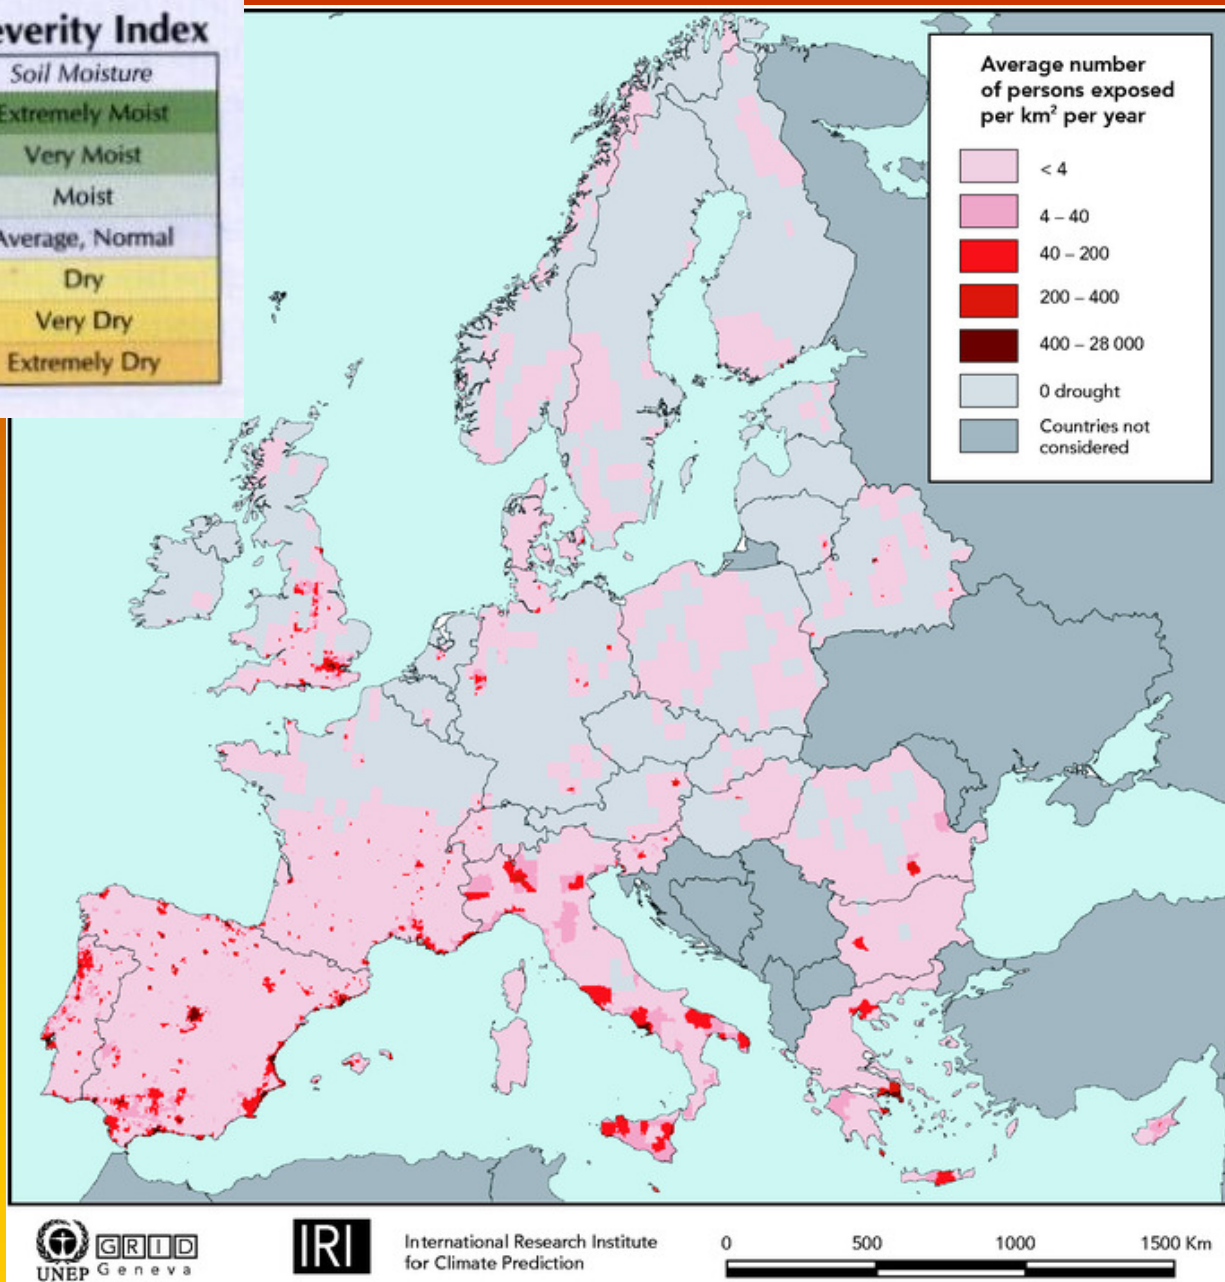 Severity Index
Soil Moisture
Extremely Moist
Very Moist
Moist
Average, Normal
Dry
Very Dry
Extremely Dry
Average number
of persons exposed
per km² per year
< 4
4 – 40
40 – 200
200 – 400
400 – 28 000
0 drought
Countries not
considered
UNEP
GRID
Geneva
IRI
International Research Institute
for Climate Prediction
0 500 1000 1500 Km